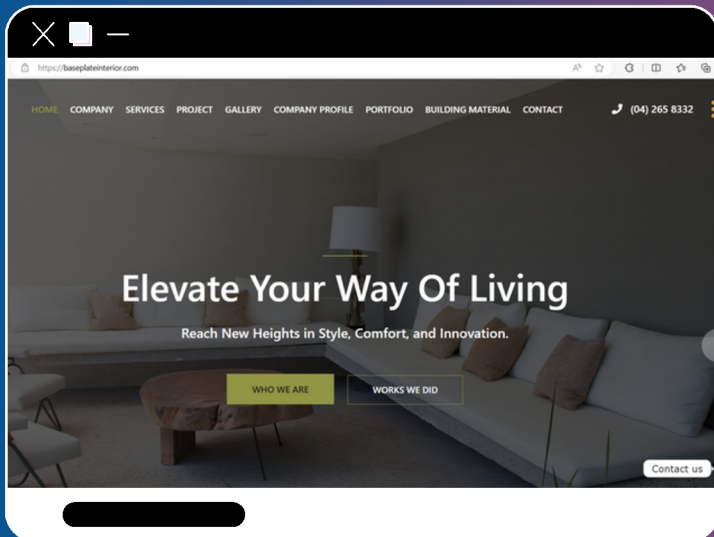 https://baseplateinterior.com
HOME COMPANY SERVICES PROJECT GALLERY COMPANY PROFILE PORTFOLIO BUILDING MATERIAL CONTACT (04) 265 8332
Elevate Your Way Of Living
Reach New Heights in Style, Comfort, and Innovation.
WHO WE ARE WORKS WE DID
Contact us